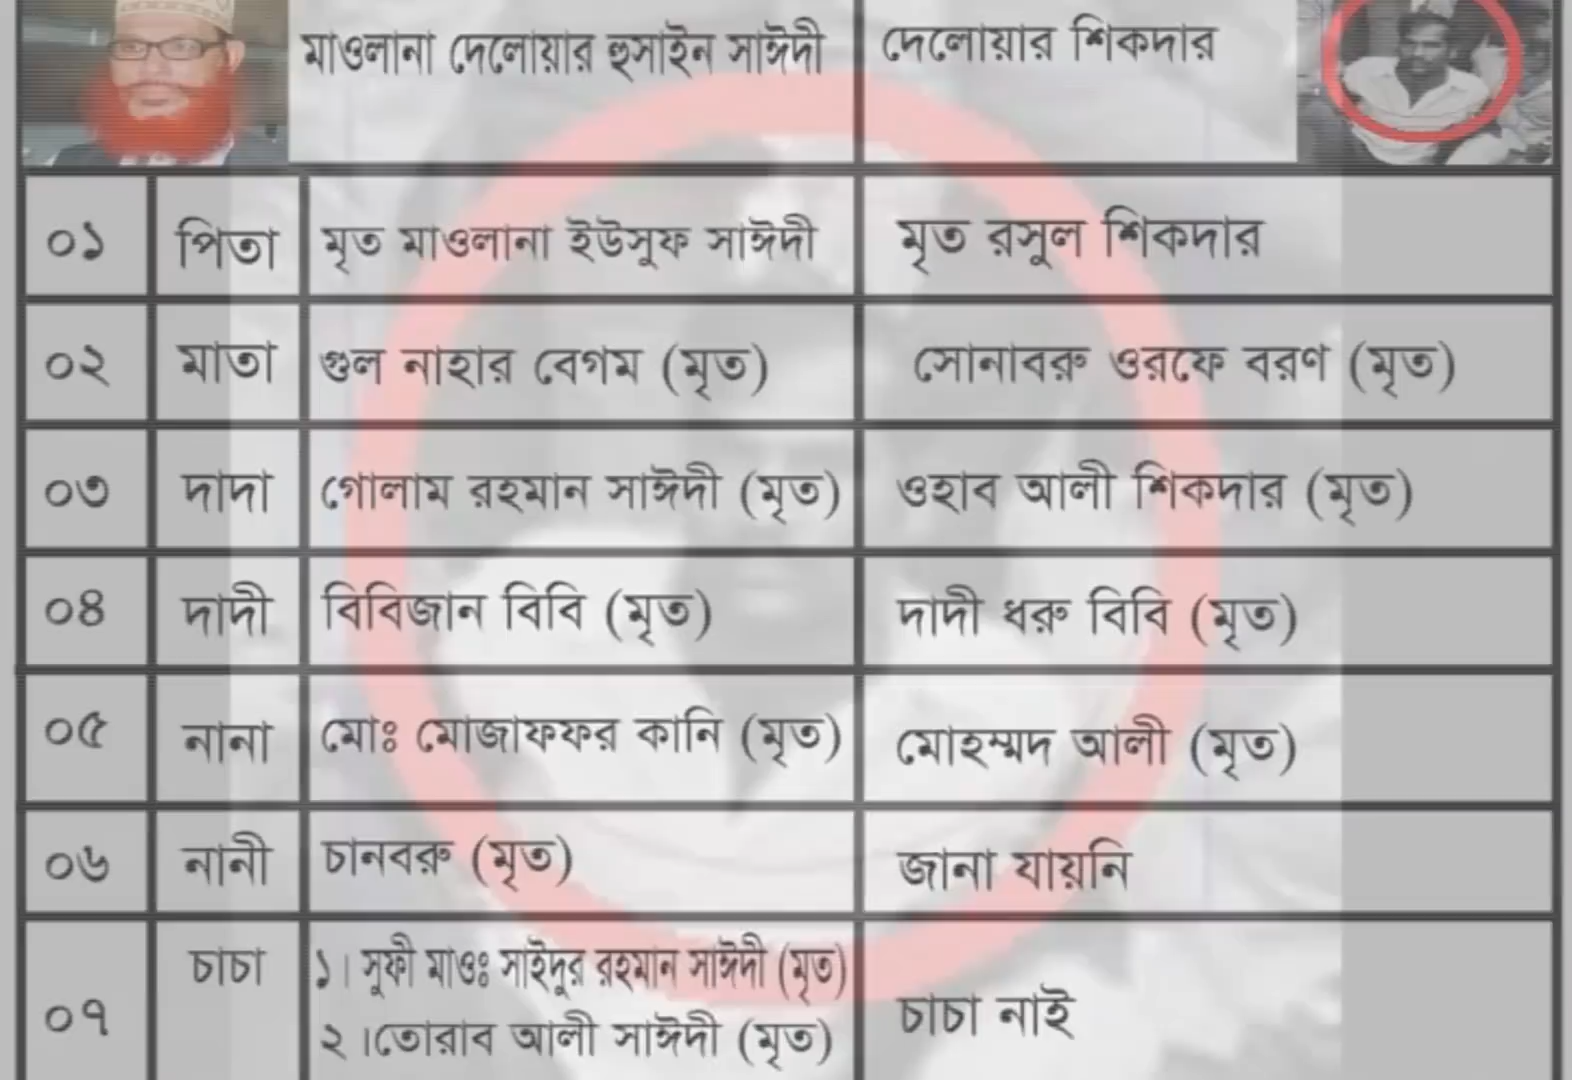 মাওলানা দেলোয়ার হুসাইন সাঈদী দেলোয়ার শিকদার
০১ পিতা মৃত মাওলানা ইউসুফ সাঈদী মৃত রসুল শিকদার
০২ মাতা গুল নাহার বেগম (মৃত) সোনাবরু ওরফে বরণ (মৃত)
০৩ দাদা গোলাম রহমান সাঈদী (মৃত) ওহাব আলী শিকদার (মৃত)
০৪ দাদী বিবিজান বিবি (মৃত) দাদী ধরু বিবি (মৃত)
০৫ নানা মোঃ মোজাফফর কানি (মৃত) মোহম্মদ আলী (মৃত)
০৬ নানী চানবরু (মৃত) জানা যায়নি
০৭ চাচা ১। সুফী মাওঃ সাইদুর রহমান সাঈদী (মৃত) চাচা নাই
২।তোরাব আলী সাঈদী (মৃত)